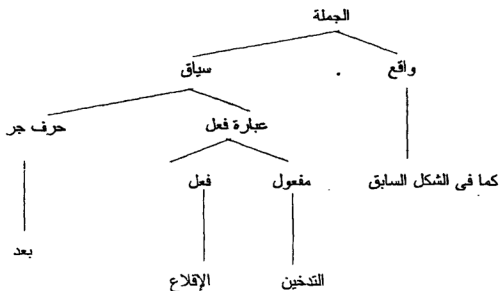 الجملة
واقع
سياق
عبارة فعل
حرف جر
كما فى الشكل السابق
مفعول
فعل
بعد
التدخين
الإقلاع